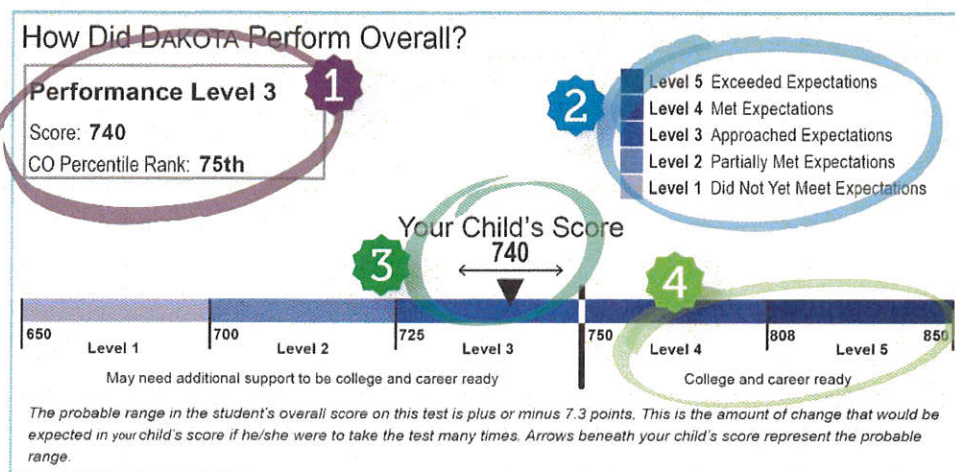 How Did DAKOTA Perform Overall?
1
Performance Level 3
Score: 740
CO Percentile Rank: 75th
2
Level 5 Exceeded Expectations
Level 4 Met Expectations
Level 3 Approached Expectations
Level 2 Partially Met Expectations
Level 1 Did Not Yet Meet Expectations
Your Child's Score
740
3
4
650 700 725 750 808 850
Level 1 Level 2 Level 3 Level 4 Level 5
May need additional support to be college and career ready College and career ready
The probable range in the student's overall score on this test is plus or minus 7.3 points. This is the amount of change that would be
expected in your child's score if he/she were to take the test many times. Arrows beneath your child's score represent the probable
range.